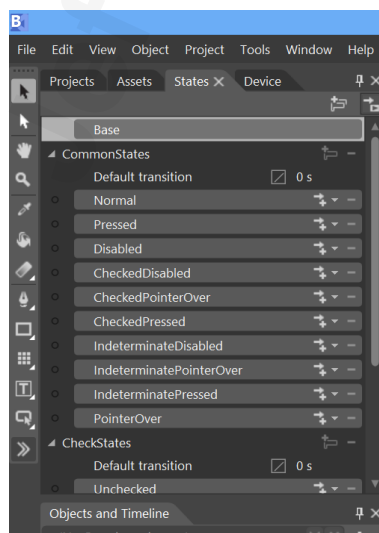 B
File Edit View Object Project Tools Window Help
Projects Assets States Device
Base
CommonStates
Default transition 0 s
Normal
Pressed
Disabled
CheckedDisabled
CheckedPointerOver
CheckedPressed
IndeterminateDisabled
IndeterminatePointerOver
IndeterminatePressed
PointerOver
CheckStates
Default transition 0 s
Unchecked
Objects and Timeline